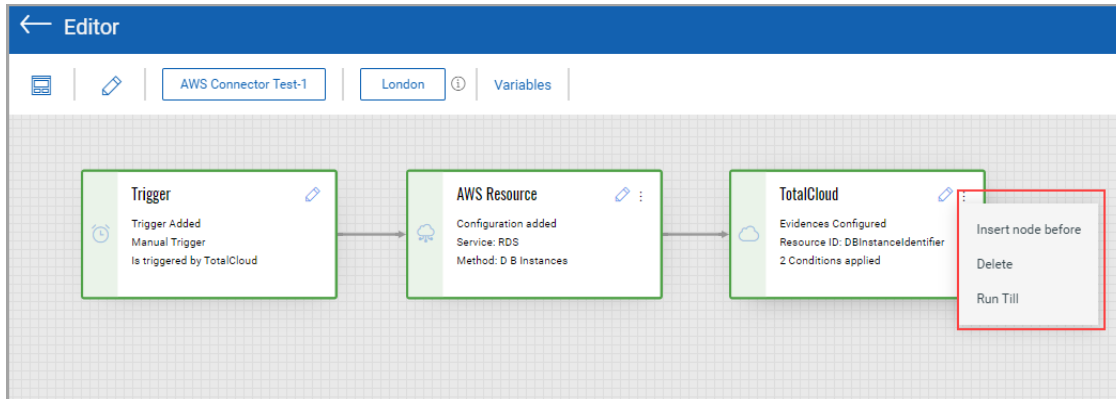 Editor
AWS Connector Test-1
London
Variables
Trigger
Trigger Added
Manual Trigger
Is triggered by TotalCloud
AWS Resource
Configuration added
Service: RDS
Method: D B Instances
TotalCloud
Evidences Configured
Resource ID: DBInstanceIdentifier
2 Conditions applied
Insert node before
Delete
Run Till